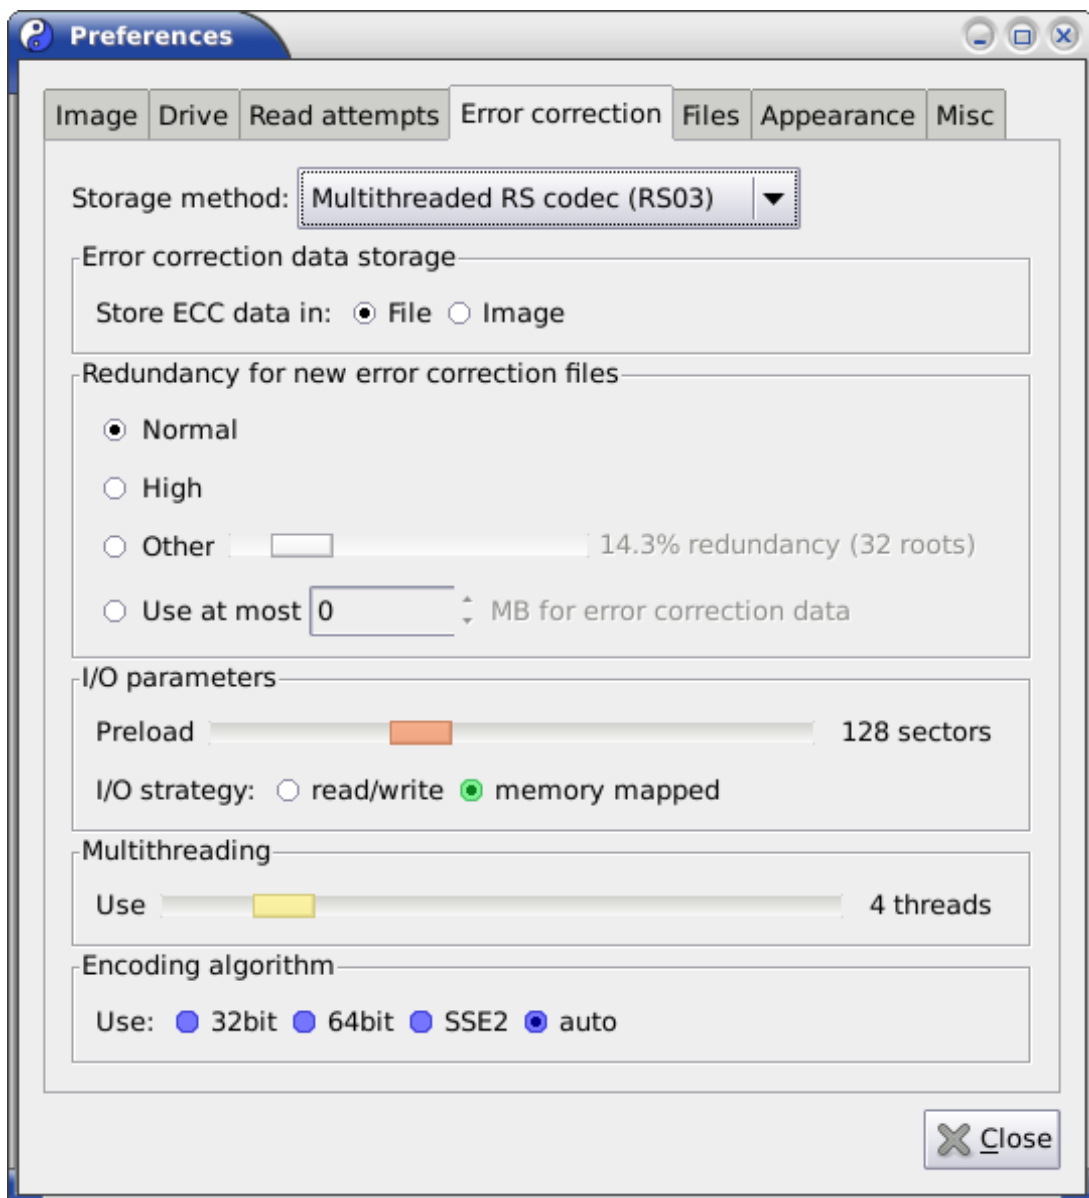 Preferences
Image Drive Read attempts Error correction Files Appearance Misc
Storage method: Multithreaded RS codec (RS03)
Error correction data storage
Store ECC data in: File Image
Redundancy for new error correction files
Normal
High
Other 14.3% redundancy (32 roots)
Use at most 0 MB for error correction data
I/O parameters
Preload 128 sectors
I/O strategy: read/write memory mapped
Multithreading
Use 4 threads
Encoding algorithm
Use: 32bit 64bit SSE2 auto
Close